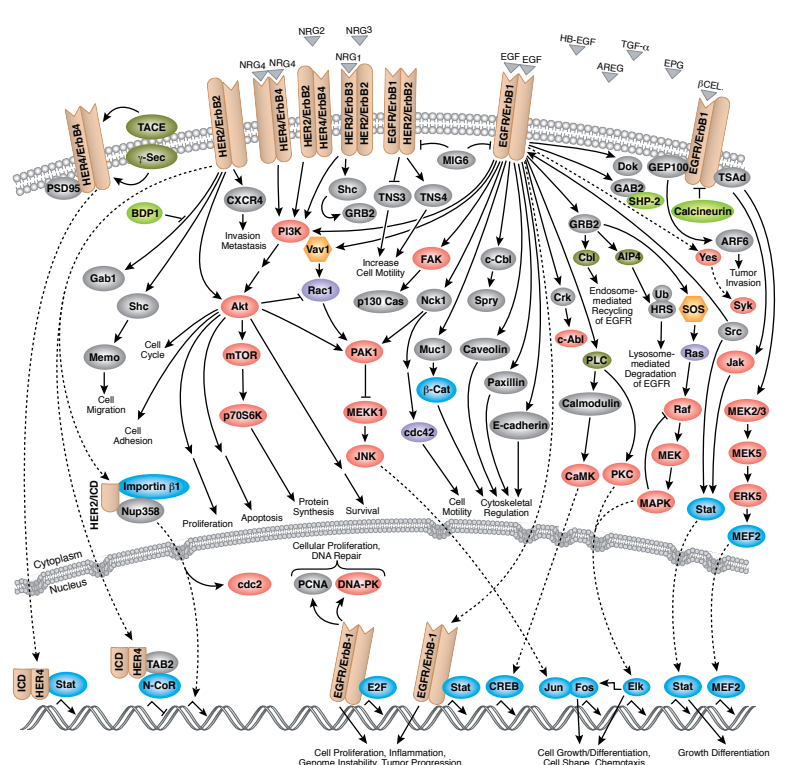 NRG2
NRG3
HB-EGF
TGF-α
NRG4
NRG4
NRG1
EGF
EGF
AREG
EPG
βCEL.
HER4/ErbB4
HER2/ErbB2
HER4/ErbB4
HER2/ErbB2
HER4/ErbB4
HER3/ErbB3
HER2/ErbB2
EGFR/ErbB1
HER2/ErbB2
EGFR/ErbB1
EGFR/ErbB1
TACE
γ-Sec
PSD95
BDP1
CXCR4
Invasion
Metastasis
Shc
GRB2
TNS3
TNS4
MIG6
Dok
GEP100
GAB2
SHP-2
TSAd
Calcineurin
PI3K
Vav1
Increase
Cell Motility
FAK
c-Cbl
GRB2
Cbl
AIP4
ARF6
Yes
Tumor
Invasion
Gab1
Shc
Memo
Cell
Migration
Akt
Rac1
p130 Cas
Nck1
Spry
Crk
c-Abl
Endosome-
mediated
Recycling
of EGFR
Ub
HRS
SOS
Syk
Src
Cell
Cycle
mTOR
PAK1
Muc1
Caveolin
PLC
Lysosome-
mediated
Degradation
of EGFR
Ras
Jak
Cell
Adhesion
p70S6K
MEKK1
β-Cat
Paxillin
Calmodulin
Raf
MEK2/3
JNK
cdc42
E-cadherin
MEK
MEK5
CaMK
PKC
MAPK
Stat
ERK5
MEF2
HER2/ICD
Importin β1
Nup358
Proliferation
Apoptosis
Protein
Synthesis
Survival
Cell
Motility
Cytoskeletal
Regulation
Cytoplasm
Nucleus
cdc2
Cellular Proliferation,
DNA Repair
PCNA
DNA-PK
ICD
HER4
Stat
ICD
HER4
TAB2
N-CoR
EGFR/ErbB-1
E2F
EGFR/ErbB-1
Stat
CREB
Jun
Fos
Elk
Stat
MEF2
Cell Proliferation, Inflammation,
Genome Instability, Tumor Progression
Cell Growth/Differentiation,
Cell Shape, Chemotaxis
Growth Differentiation